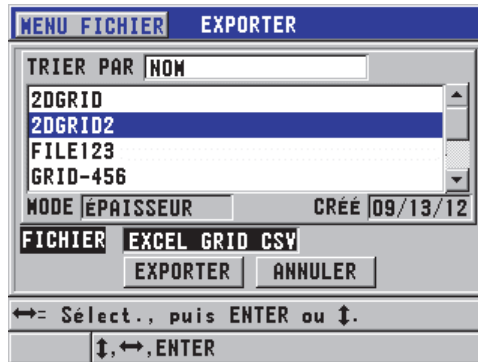 MENU FICHIER EXPORTER
TRIER PAR NOM
2DGRID
2DGRID2
FILE123
GRID-456
MODE ÉPAISSEUR CRÉÉ 09/13/12
FICHIER EXCEL GRID CSV
EXPORTER ANNULER
↔= Sélect., puis ENTER ou ↕.
↕,↔,ENTER